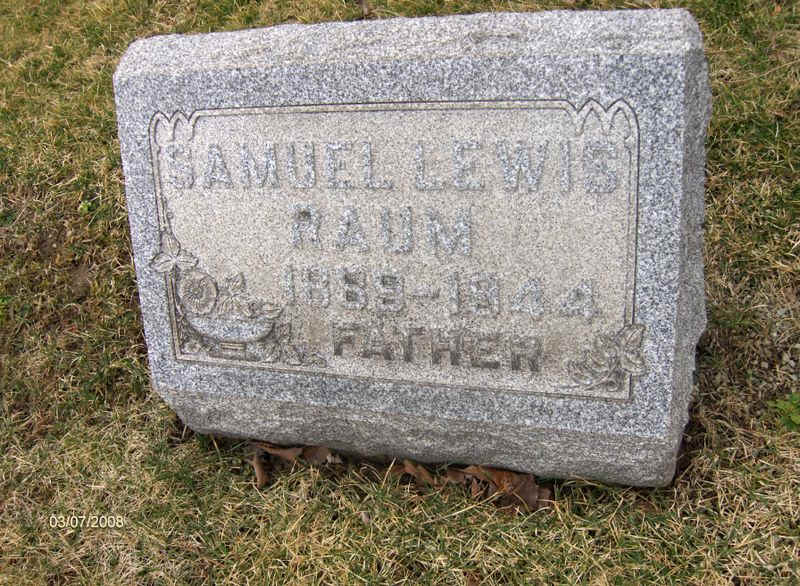 SAMUEL LEWIS
RAUM
1889-1944
FATHER
03/07/2008